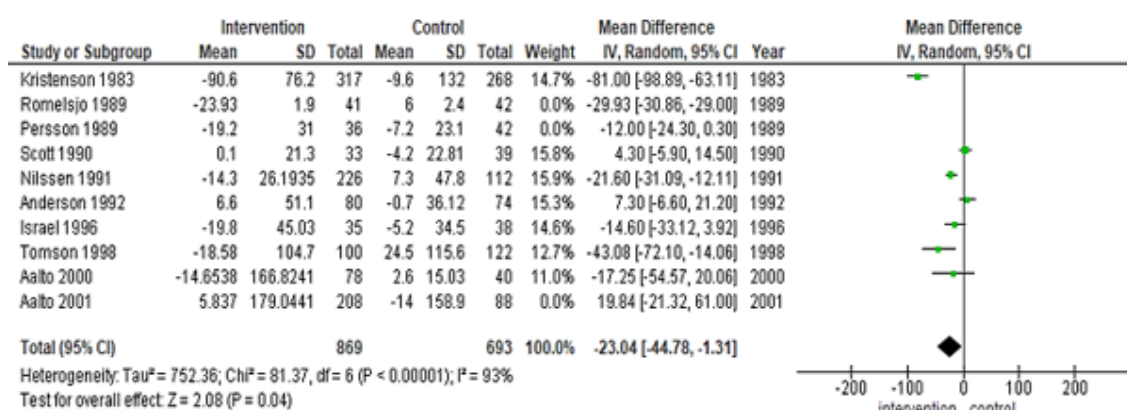 Intervention Control Mean Difference Mean Difference
Study or Subgroup Mean SD Total Mean SD Total Weight IV, Random, 95% CI Year IV, Random, 95% CI
Kristenson 1983 -90.6 76.2 317 -9.6 132 268 14.7% -81.00 [-98.89, -63.11] 1983
Romelsjo 1989 -23.93 1.9 41 6 2.4 42 0.0% -29.93 [-30.86, -29.00] 1989
Persson 1989 -19.2 31 36 -7.2 23.1 42 0.0% -12.00 [-24.30, 0.30] 1989
Scott 1990 0.1 21.3 33 -4.2 22.81 39 15.8% 4.30 [-5.90, 14.50] 1990
Nilssen 1991 -14.3 26.1935 226 7.3 47.8 112 15.9% -21.60 [-31.09, -12.11] 1991
Anderson 1992 6.6 51.1 80 -0.7 36.12 74 15.3% 7.30 [-6.60, 21.20] 1992
Israel 1996 -19.8 45.03 35 -5.2 34.5 38 14.6% -14.60 [-33.12, 3.92] 1996
Tomson 1998 -18.58 104.7 100 24.5 115.6 122 12.7% -43.08 [-72.10, -14.06] 1998
Aalto 2000 -14.6538 166.8241 78 2.6 15.03 40 11.0% -17.25 [-54.57, 20.06] 2000
Aalto 2001 5.837 179.0441 208 -14 158.9 88 0.0% 19.84 [-21.32, 61.00] 2001
Total (95% CI) 869 693 100.0% -23.04 [-44.78, -1.31]
Heterogeneity: Tau² = 752.36; Chi² = 81.37, df = 6 (P < 0.00001); I² = 93%
Test for overall effect: Z = 2.08 (P = 0.04)
-200 -100 0 100 200
intervention control